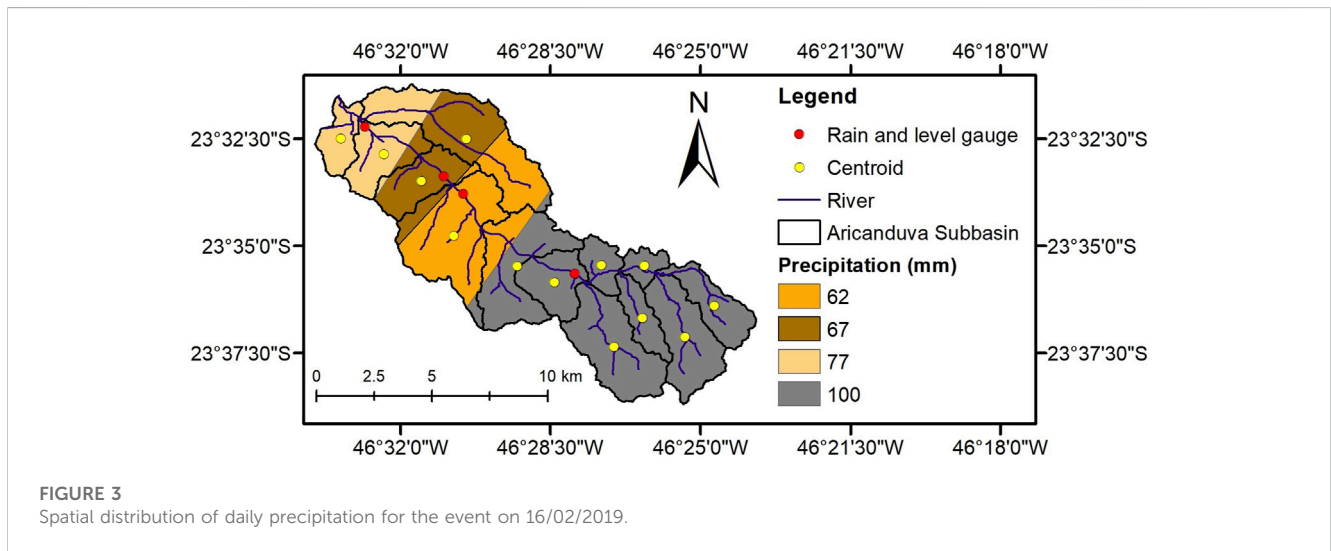 46°32'0"W 46°28'30"W 46°25'0"W 46°21'30"W 46°18'0"W
Legend
N
Rain and level gauge
23°32'30"S 23°32'30"S
Centroid
River
23°35'0"S Aricanduva Subbasin 23°35'0"S
Precipitation (mm)
62
67
23°37'30"S 23°37'30"S
77
0 2.5 5 10 km
100
46°32'0"W 46°28'30"W 46°25'0"W 46°21'30"W 46°18'0"W
FIGURE 3
Spatial distribution of daily precipitation for the event on 16/02/2019.